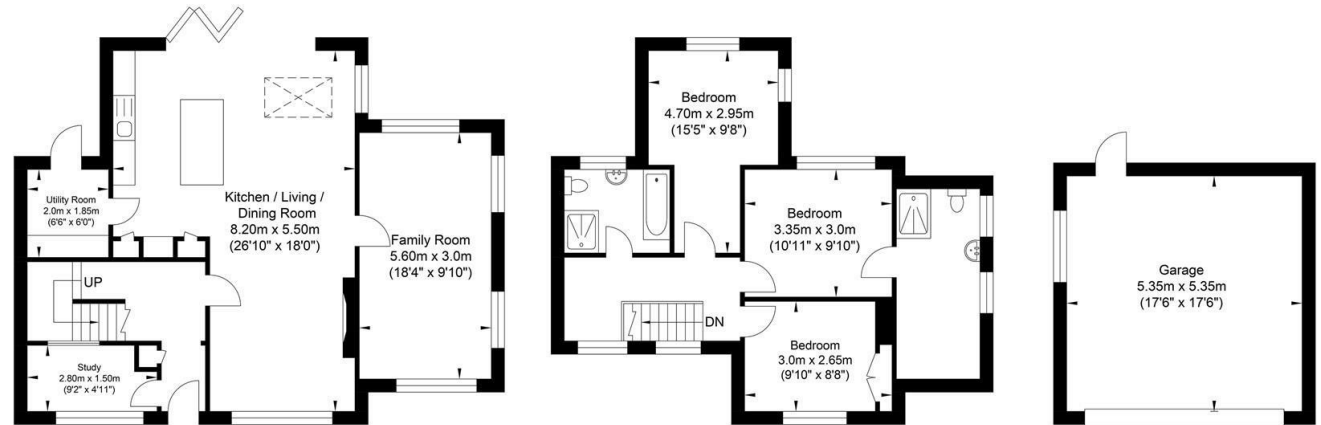 Kitchen / Living /
Dining Room
8.20m x 5.50m
(26'10" x 18'0")
Utility Room
2.0m x 1.85m
(6'6" x 6'0")
Family Room
5.60m x 3.0m
(18'4" x 9'10")
UP
Study
2.80m x 1.50m
(9'2" x 4'11")
Bedroom
4.70m x 2.95m
(15'5" x 9'8")
Bedroom
3.35m x 3.0m
(10'11" x 9'10")
DN
Bedroom
3.0m x 2.65m
(9'10" x 8'8")
Garage
5.35m x 5.35m
(17'6" x 17'6")